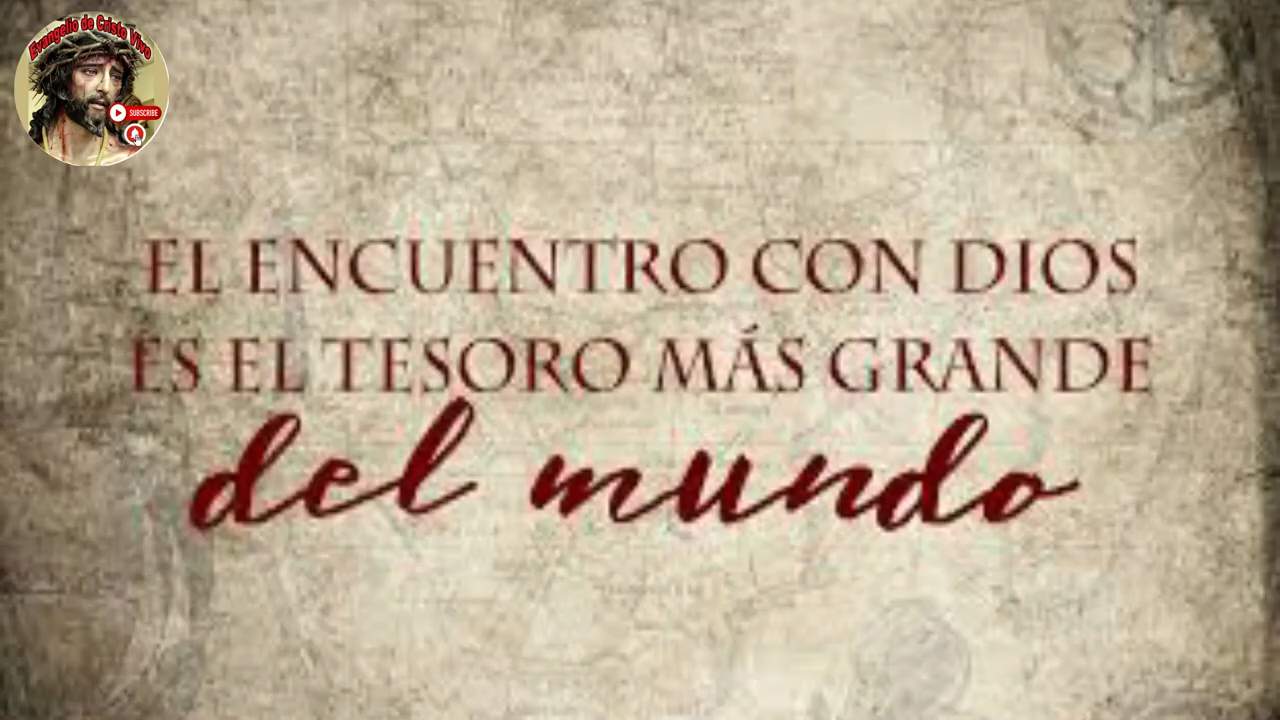 Evangelio de Cristo Vivo
SUBSCRIBE
EL ENCUENTRO CON DIOS
ES EL TESORO MÁS GRANDE
del mundo